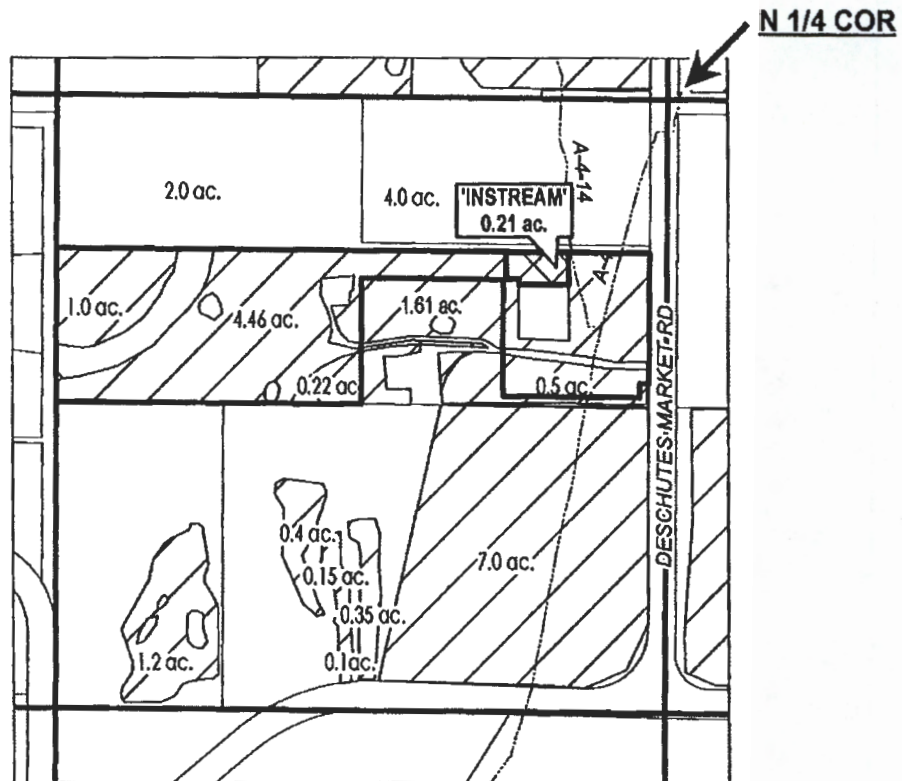 N 1/4 COR
A-4-14
2.0 ac.
4.0 ac.
'INSTREAM'
0.21 ac.
1.0 ac.
4.46 ac.
1.61 ac.
0.22 ac
0.5 ac.
DESCHUTES MARKET RD
0.4 ac.
0.15 ac.
0.35 ac.
0.1ac.
7.0 ac.
1.2 ac.